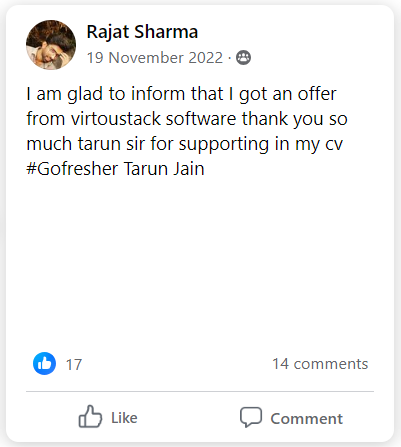 Rajat Sharma
19 November 2022 ·
I am glad to inform that I got an offer
from virtoustack software thank you so
much tarun sir for supporting in my cv
#Gofresher Tarun Jain
17 14 comments
Like Comment